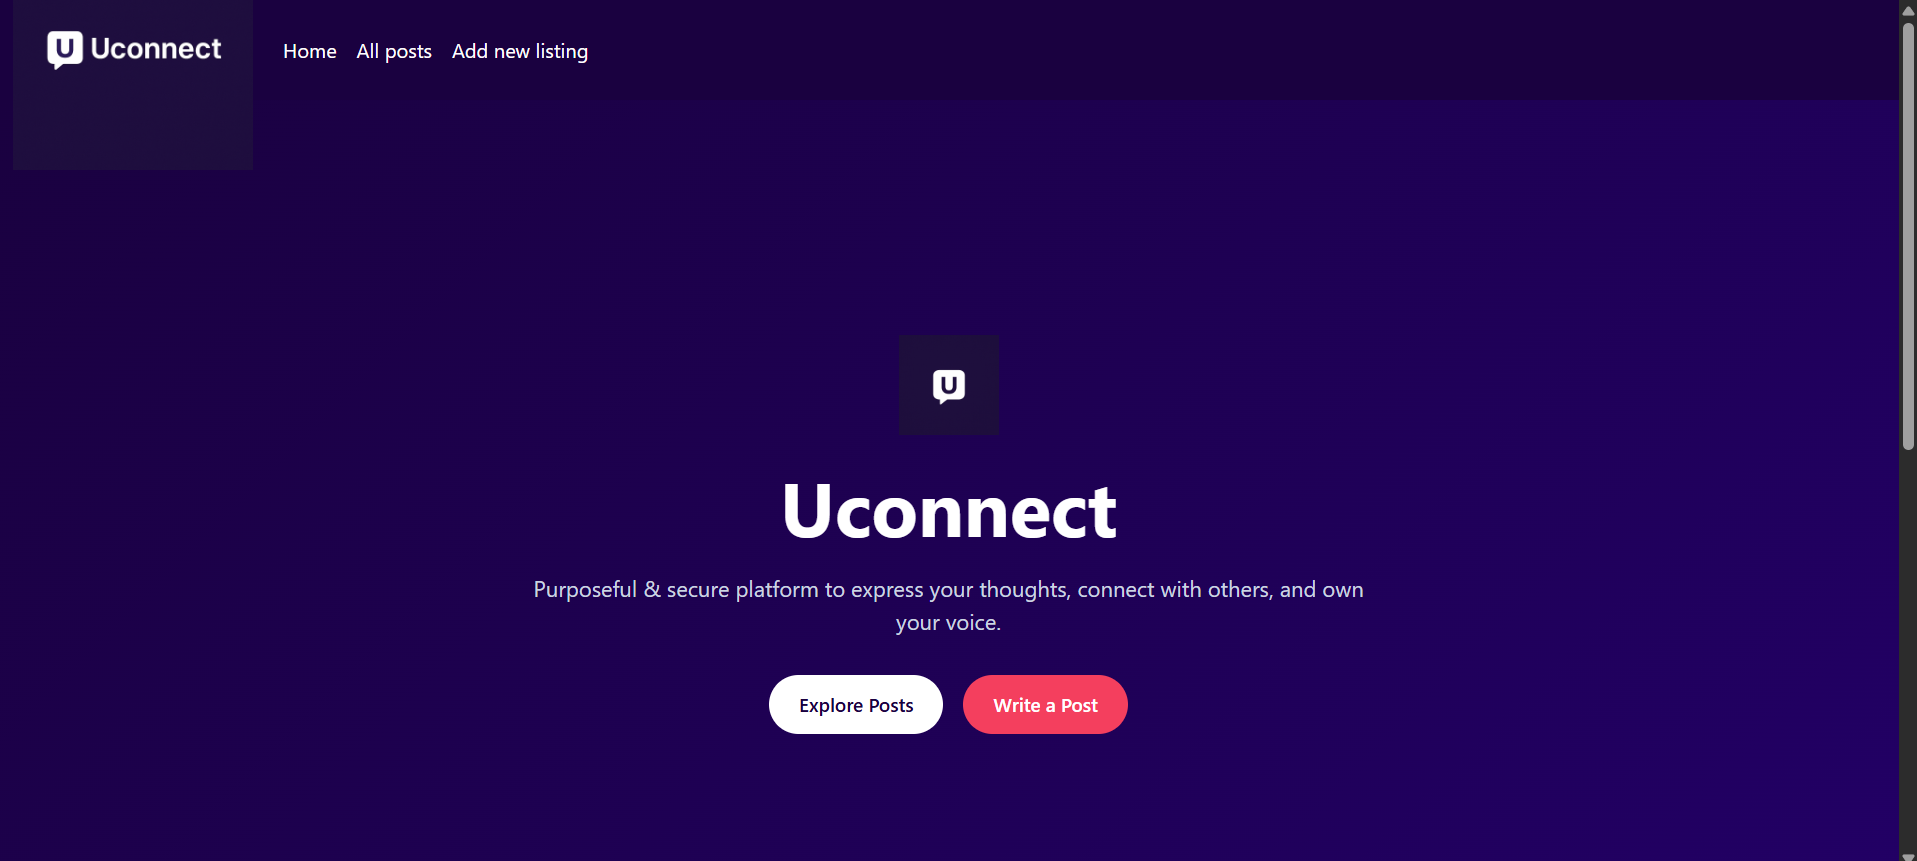 U Uconnect
Home All posts Add new listing
U
Uconnect
Purposeful & secure platform to express your thoughts, connect with others, and own
your voice.
Explore Posts Write a Post